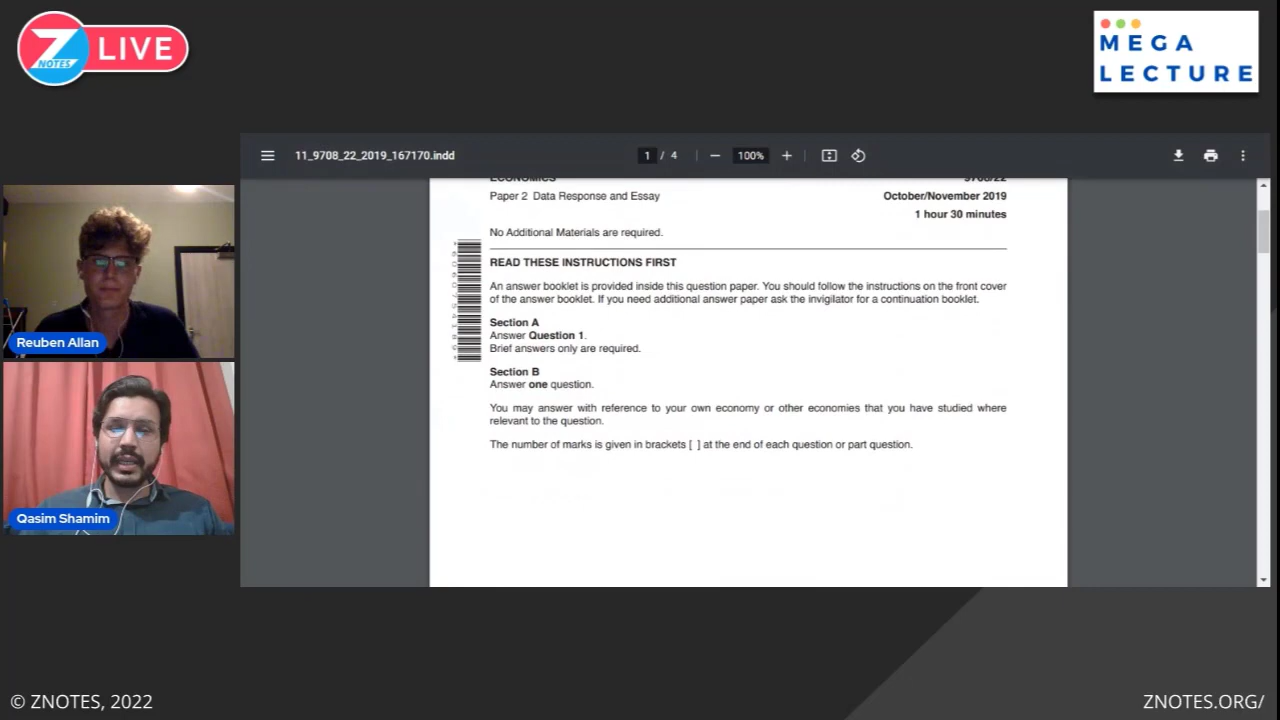 Z
NOTES
LIVE
MEGA
LECTURE
11_9708_22_2019_167170.indd
1 / 4
100%
ECONOMICS 9708/22
Paper 2 Data Response and Essay October/November 2019
1 hour 30 minutes
No Additional Materials are required.
READ THESE INSTRUCTIONS FIRST
An answer booklet is provided inside this question paper. You should follow the instructions on the front cover
of the answer booklet. If you need additional answer paper ask the invigilator for a continuation booklet.
Section A
Answer Question 1.
Brief answers only are required.
Section B
Answer one question.
You may answer with reference to your own economy or other economies that you have studied where
relevant to the question.
The number of marks is given in brackets [ ] at the end of each question or part question.
Reuben Allan
Qasim Shamim
© ZNOTES, 2022
ZNOTES.ORG/